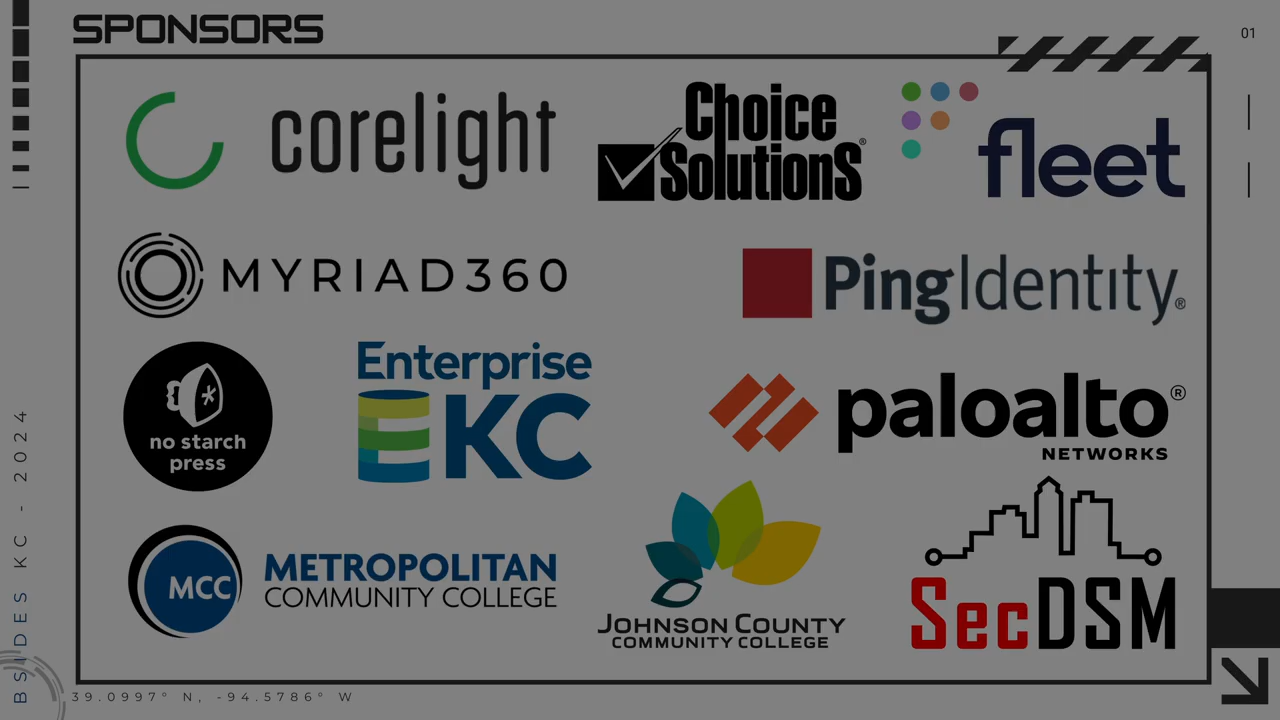 SPONSORS
01
corelight
Choice
Solutions®
fleet
MYRIAD360
PingIdentity®
no starch
press
Enterprise
EKC
paloalto®
NETWORKS
MCC
METROPOLITAN
COMMUNITY COLLEGE
JOHNSON COUNTY
COMMUNITY COLLEGE
SecDSM
BSIDES KC - 2024
39.0997° N, -94.5786° W